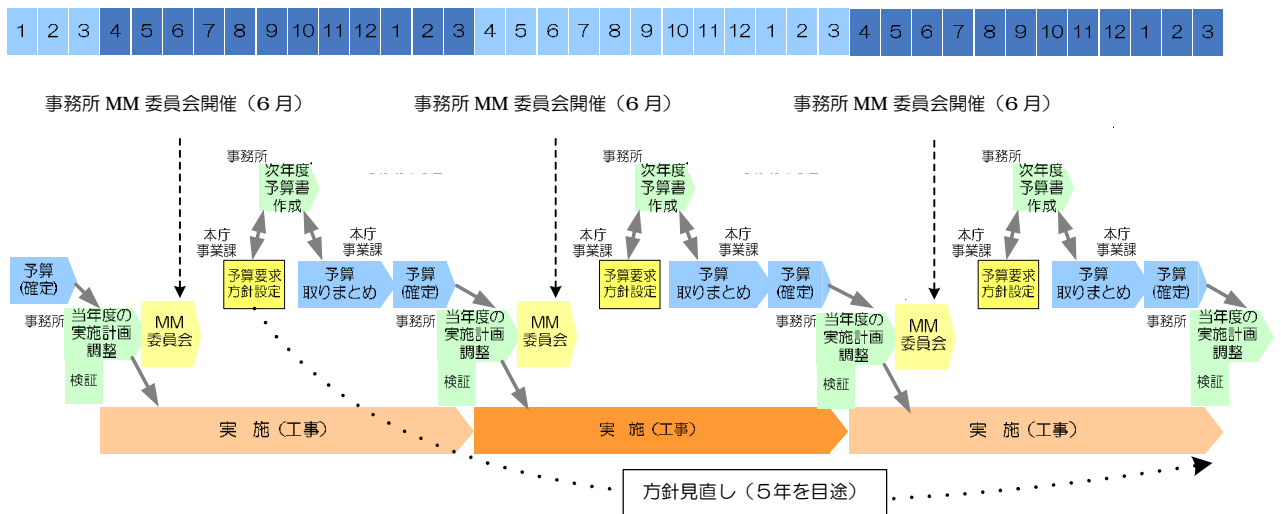 1 2 3 4 5 6 7 8 9 10 11 12 1 2 3 4 5 6 7 8 9 10 11 12 1 2 3 4 5 6 7 8 9 10 11 12 1 2 3
事務所 MM 委員会開催（6 月）
事務所 MM 委員会開催（6 月）
事務所 MM 委員会開催（6 月）
予算
(確定)
事務所
当年度の
実施計画
調整
検証
MM
委員会
本庁
事業課
予算要求
方針設定
事務所
次年度
予算書
作成
本庁
事業課
予算
取りまとめ
予算
(確定)
事務所
当年度の
実施計画
調整
検証
MM
委員会
本庁
事業課
予算要求
方針設定
事務所
次年度
予算書
作成
本庁
事業課
予算
取りまとめ
予算
(確定)
事務所
当年度の
実施計画
調整
検証
MM
委員会
本庁
事業課
予算要求
方針設定
事務所
次年度
予算書
作成
本庁
事業課
予算
取りまとめ
予算
(確定)
事務所
当年度の
実施計画
調整
検証
実　施（工事）
実　施（工事）
実　施（工事）
方針見直し（５年を目途）